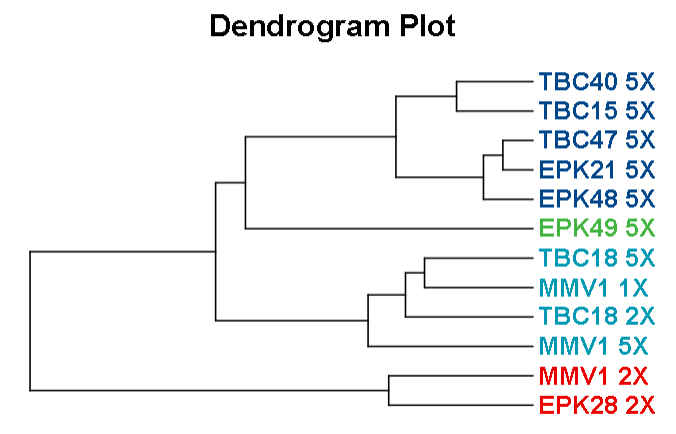 Dendrogram Plot
TBC40 5X
TBC15 5X
TBC47 5X
EPK21 5X
EPK48 5X
EPK49 5X
TBC18 5X
MMV1 1X
TBC18 2X
MMV1 5X
MMV1 2X
EPK28 2X